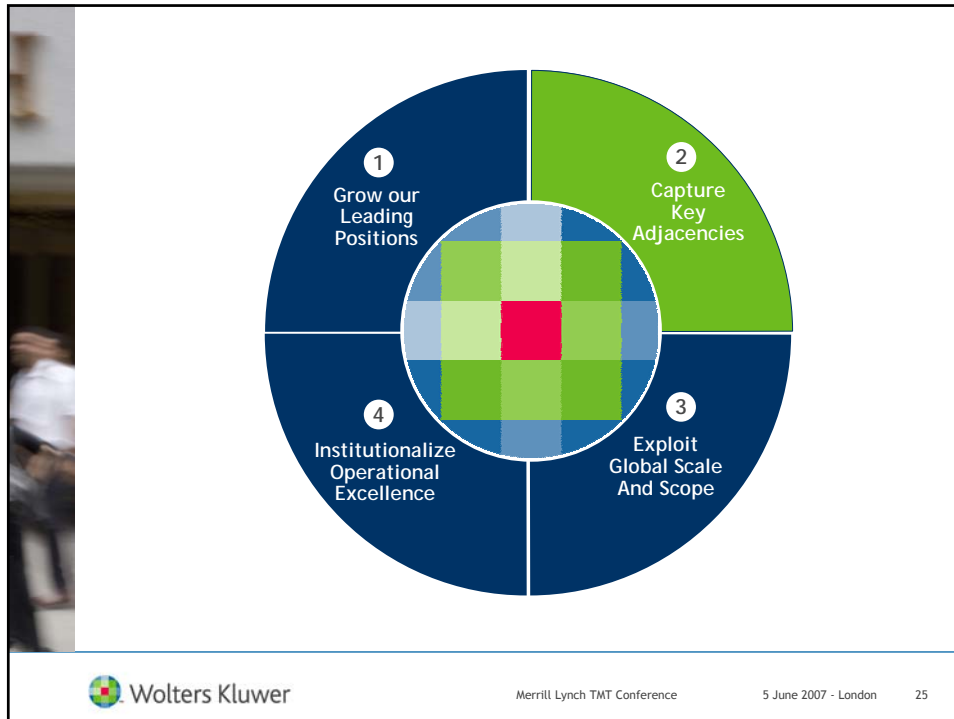 1
Grow our
Leading
Positions
2
Capture
Key
Adjacencies
3
Exploit
Global Scale
And Scope
4
Institutionalize
Operational
Excellence
Wolters Kluwer
Merrill Lynch TMT Conference
5 June 2007 - London
25